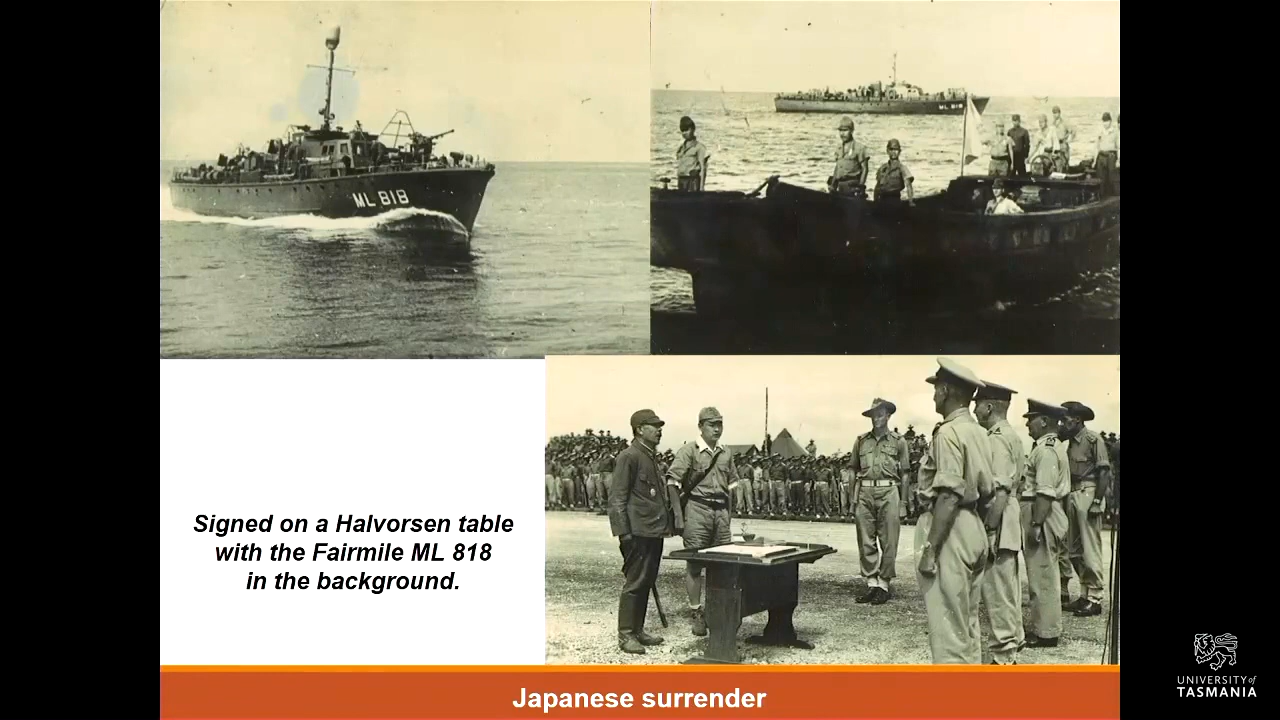 ML 818
ML 818
Signed on a Halvorsen table
with the Fairmile ML 818
in the background.
Japanese surrender
UNIVERSITY of
TASMANIA